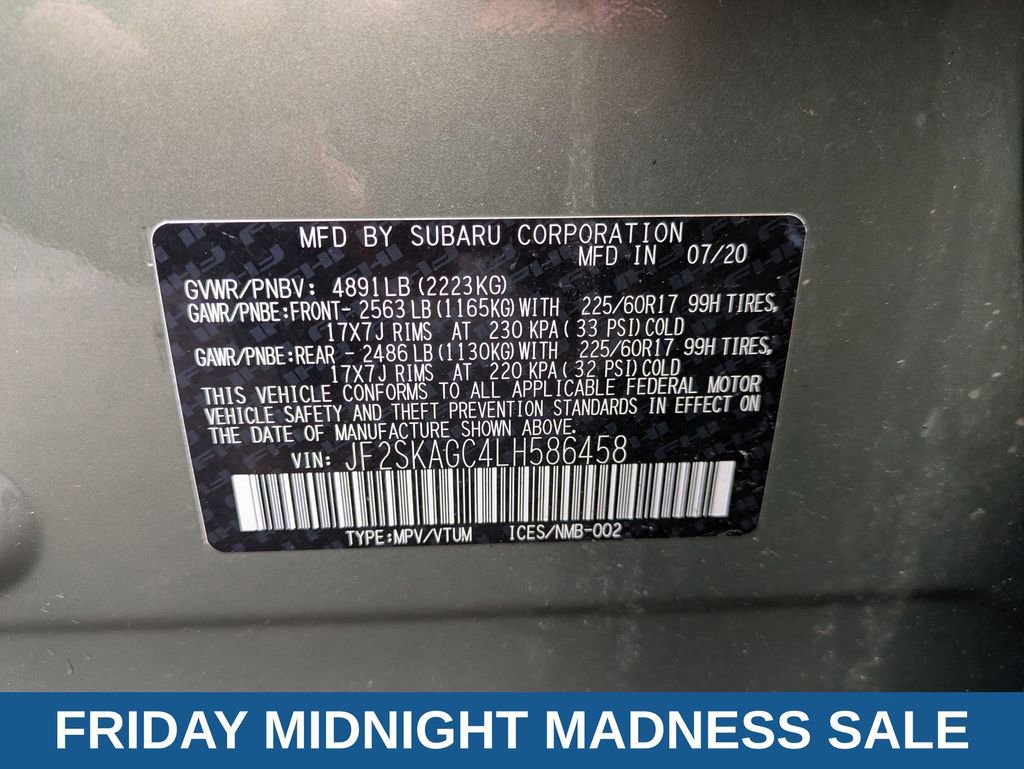 MFD BY SUBARU CORPORATION
MFD IN 07/20
GVWR/PNBV: 4891LB (2223KG)
GAWR/PNBE:FRONT- 2563 LB (1165KG) WITH 225/60R17 99H TIRES,
17X7J RIMS AT 230 KPA( 33 PSI) COLD
GAWR/PNBE:REAR - 2486 LB (1130KG) WITH 225/60R17 99H TIRES,
17X7J RIMS AT 220 KPA( 32 PSI) COLD
THIS VEHICLE CONFORMS TO ALL APPLICABLE FEDERAL MOTOR
VEHICLE SAFETY AND THEFT PREVENTION STANDARDS IN EFFECT ON
THE DATE OF MANUFACTURE SHOWN ABOVE.
VIN: JF2SKAGC4LH586458
TYPE:MPV/VTUM ICES/NMB-002
FRIDAY MIDNIGHT MADNESS SALE